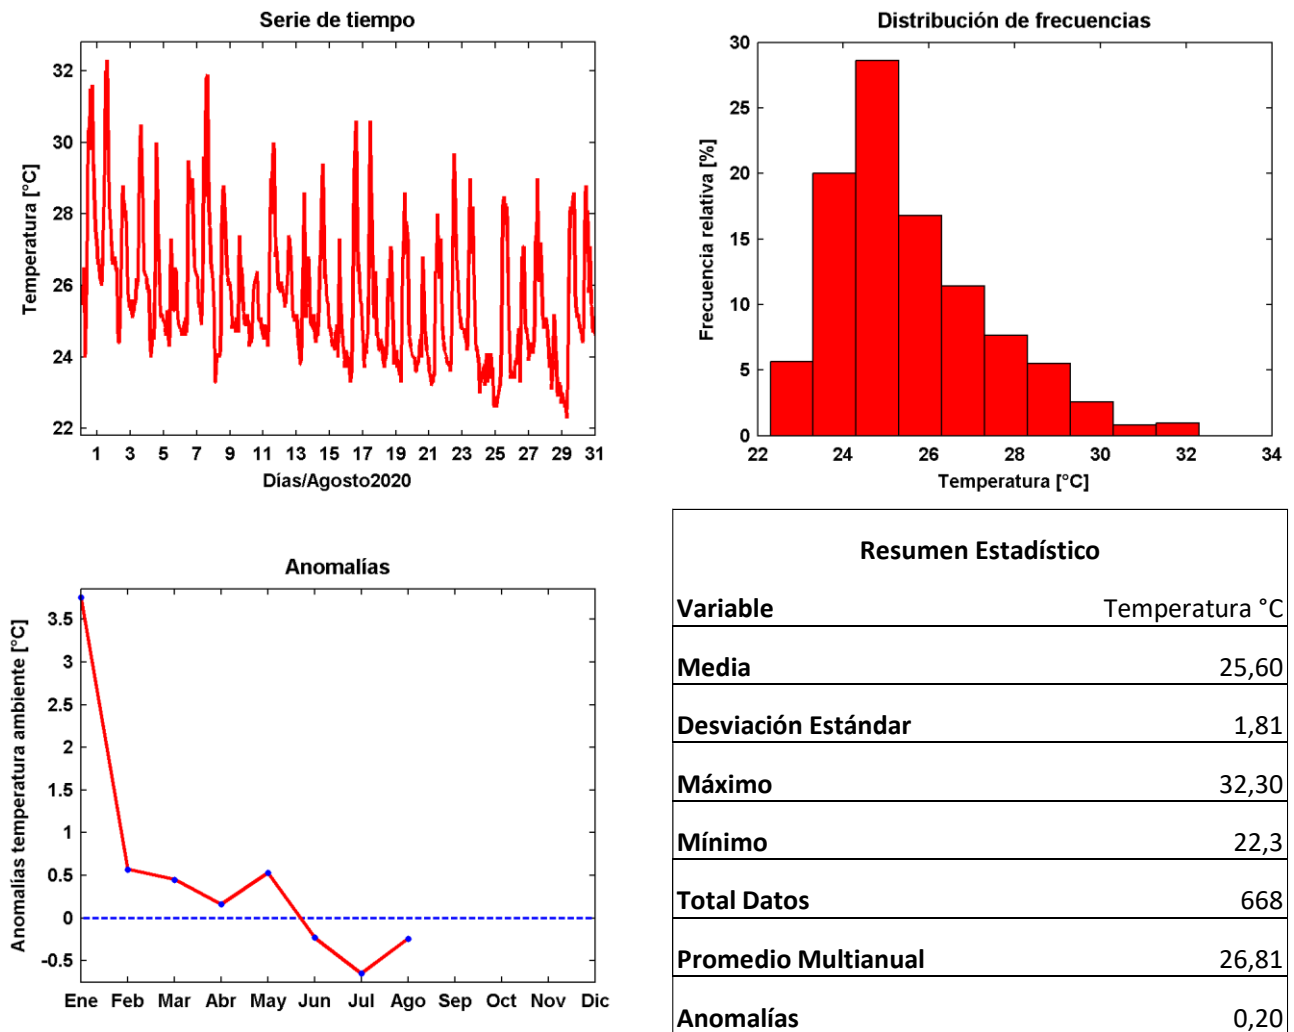 Serie de tiempo
Temperatura [°C]
32
30
28
26
24
22
1 3 5 7 9 11 13 15 17 19 21 23 25 27 29 31
Días/Agosto2020
Distribución de frecuencias
Frecuencia relativa [%]
30
25
20
15
10
5
0
22 24 26 28 30 32 34
Temperatura [°C]
Anomalías
Anomalías temperatura ambiente [°C]
3.5
3
2.5
2
1.5
1
0.5
0
-0.5
Ene Feb Mar Abr May Jun Jul Ago Sep Oct Nov Dic
Resumen Estadístico
Variable Temperatura °C
Media 25,60
Desviación Estándar 1,81
Máximo 32,30
Mínimo 22,3
Total Datos 668
Promedio Multianual 26,81
Anomalías 0,20